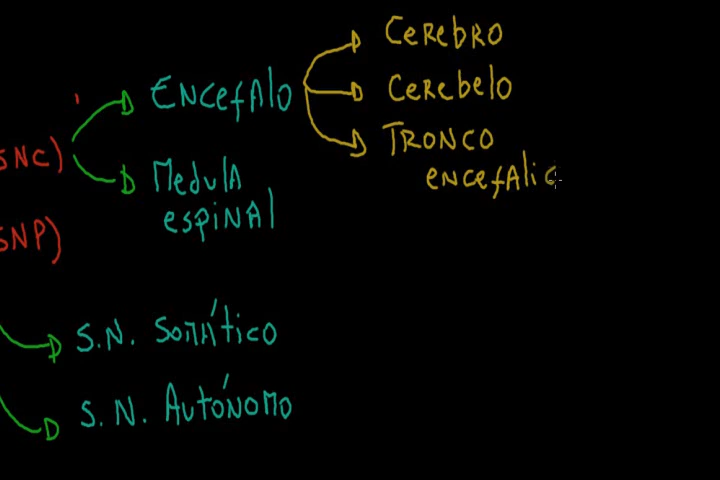 CEREBRO
ENCEFALO
CEREBELO
TRONCO
ENCEFALIC
SNC)
MEDULA
ESPINAL
SNP)
S.N. SOMÁTICO
S.N. AUTÓNOMO